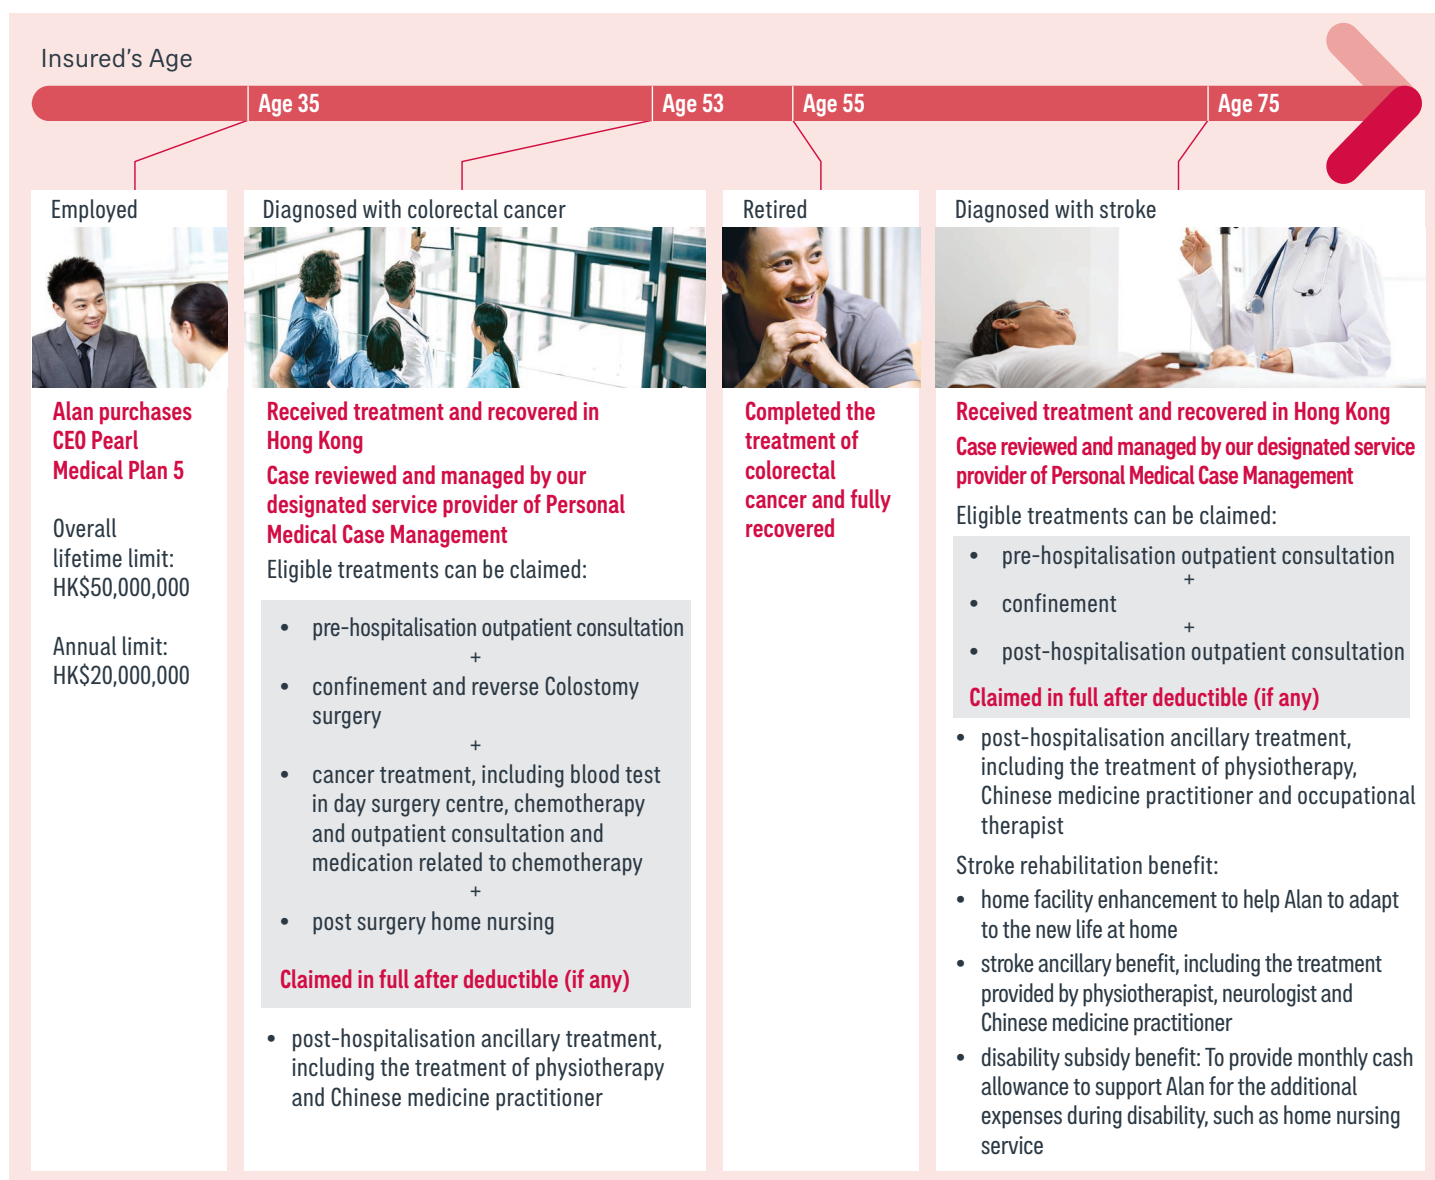 Insured's Age
Age 35
Age 53
Age 55
Age 75
Employed
Alan purchases
CEO Pearl
Medical Plan 5
Overall
lifetime limit:
HK$50,000,000
Annual limit:
HK$20,000,000
Diagnosed with colorectal cancer
Received treatment and recovered in
Hong Kong
Case reviewed and managed by our
designated service provider of Personal
Medical Case Management
Eligible treatments can be claimed:
• pre-hospitalisation outpatient consultation
+
• confinement and reverse Colostomy
surgery
+
• cancer treatment, including blood test
in day surgery centre, chemotherapy
and outpatient consultation and
medication related to chemotherapy
+
• post surgery home nursing
Claimed in full after deductible (if any)
• post-hospitalisation ancillary treatment,
including the treatment of physiotherapy
and Chinese medicine practitioner
Retired
Completed the
treatment of
colorectal
cancer and fully
recovered
Diagnosed with stroke
Received treatment and recovered in Hong Kong
Case reviewed and managed by our designated service
provider of Personal Medical Case Management
Eligible treatments can be claimed:
• pre-hospitalisation outpatient consultation
+
• confinement
+
• post-hospitalisation outpatient consultation
Claimed in full after deductible (if any)
• post-hospitalisation ancillary treatment,
including the treatment of physiotherapy,
Chinese medicine practitioner and occupational
therapist
Stroke rehabilitation benefit:
• home facility enhancement to help Alan to adapt
to the new life at home
• stroke ancillary benefit, including the treatment
provided by physiotherapist, neurologist and
Chinese medicine practitioner
• disability subsidy benefit: To provide monthly cash
allowance to support Alan for the additional
expenses during disability, such as home nursing
service